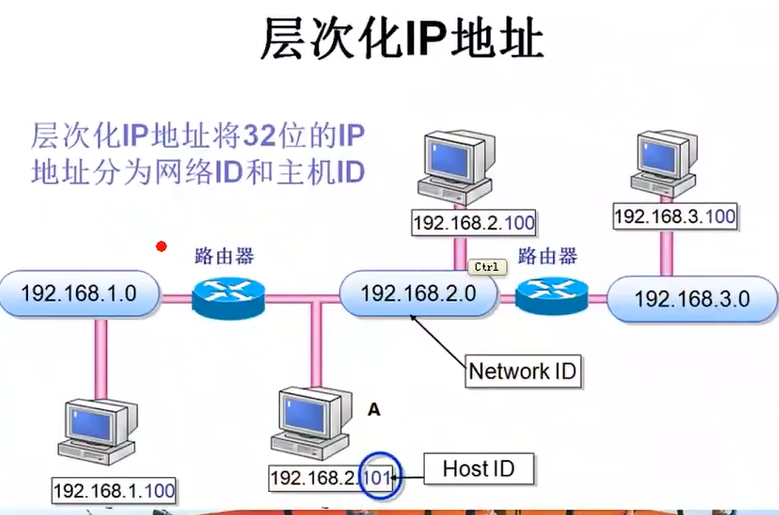 层次化IP地址
层次化IP地址将32位的IP
地址分为网络ID和主机ID
192.168.2.100
192.168.3.100
路由器
Ctrl
路由器
192.168.1.0
192.168.2.0
192.168.3.0
Network ID
A
192.168.2.101
Host ID
192.168.1.100